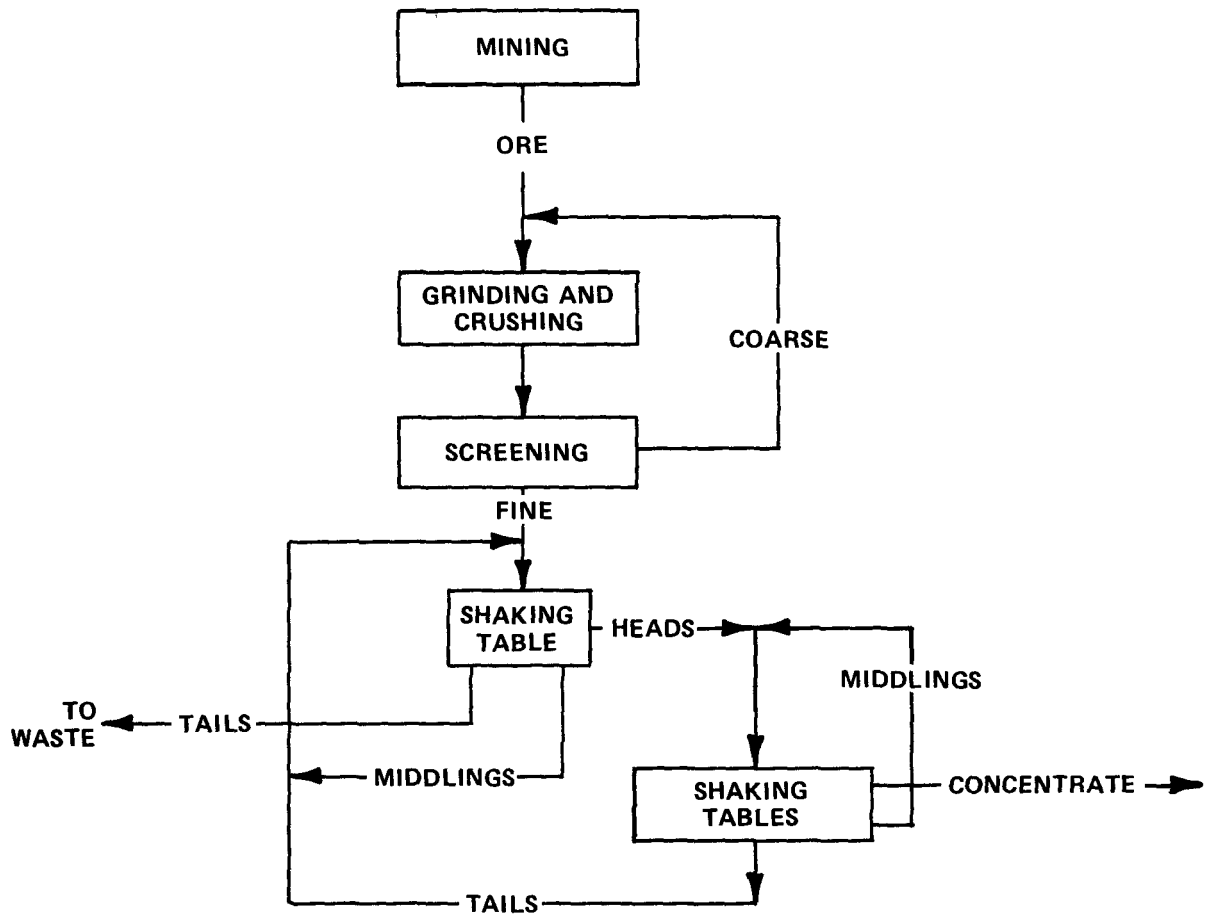 MINING
ORE
GRINDING AND
CRUSHING
COARSE
SCREENING
FINE
SHAKING
TABLE
HEADS
MIDDLINGS
TO
WASTE
TAILS
MIDDLINGS
SHAKING
TABLES
CONCENTRATE
TAILS